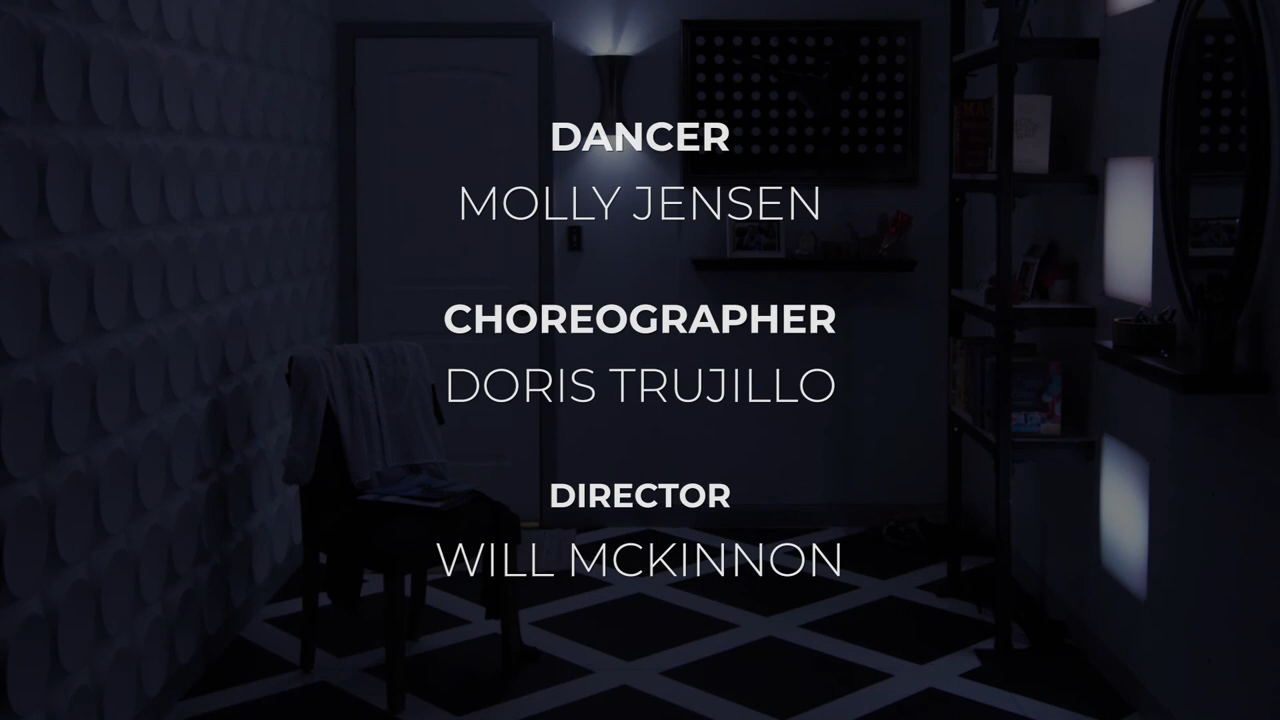 DANCER
MOLLY JENSEN
CHOREOGRAPHER
DORIS TRUJILLO
DIRECTOR
WILL MCKINNON